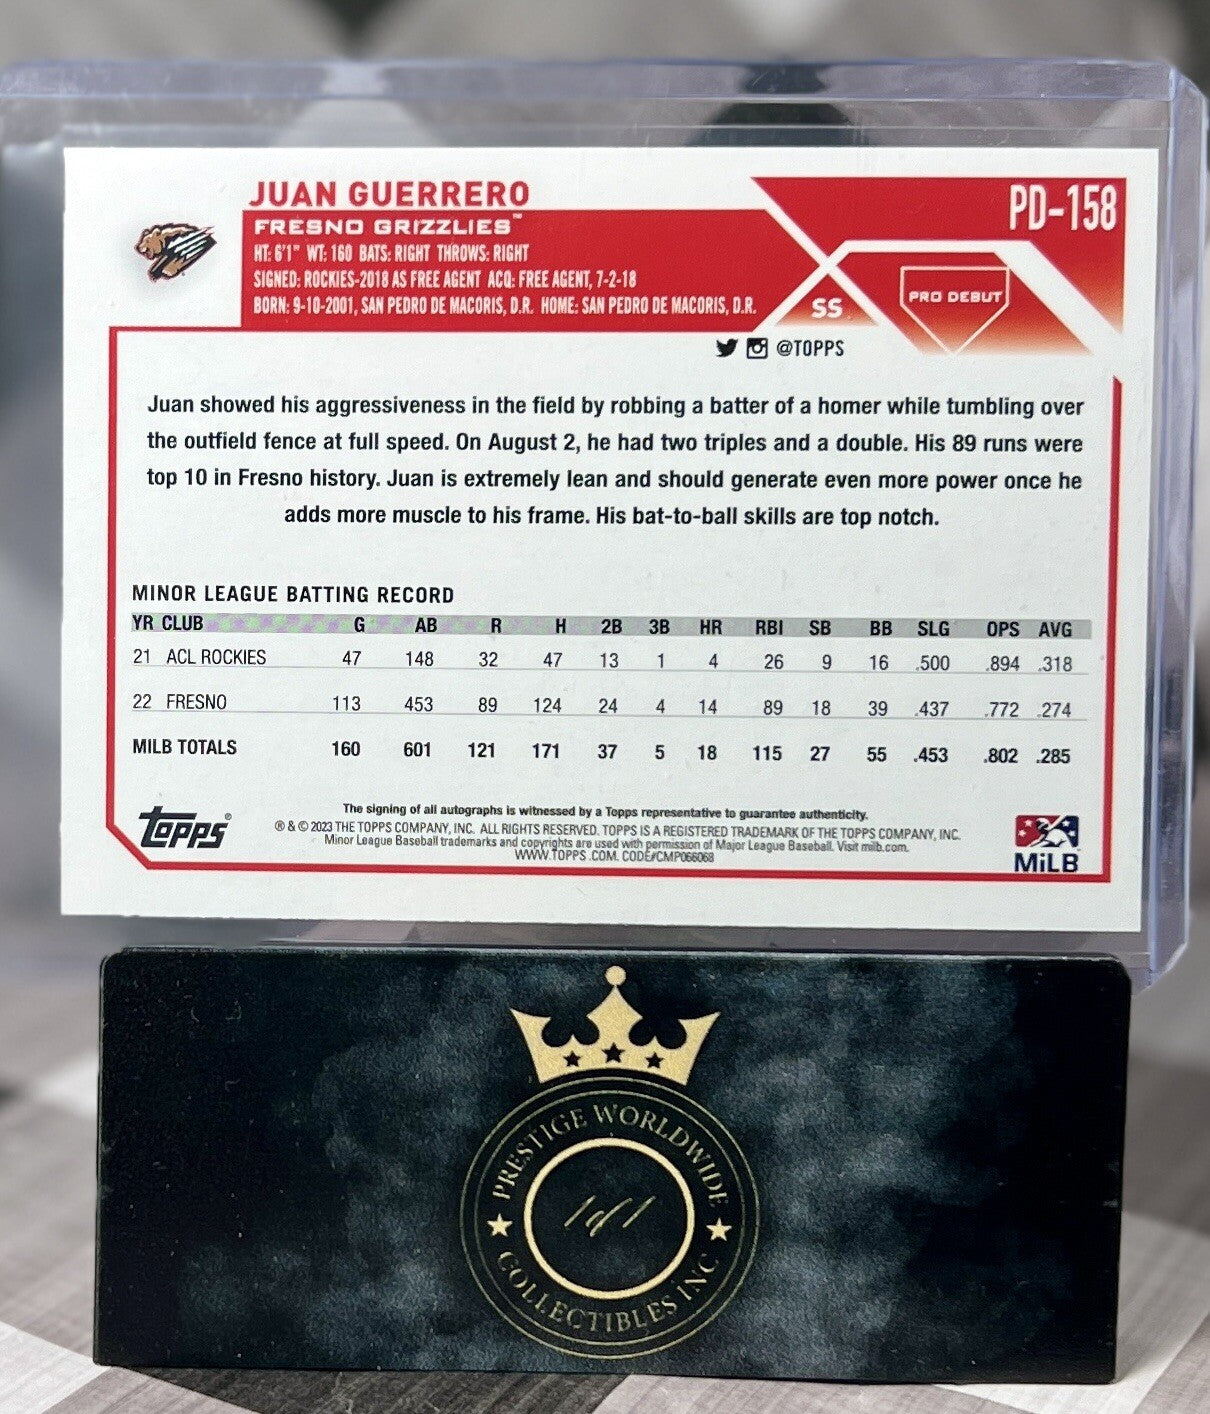 JUAN GUERRERO
PD-158
FRESNO GRIZZLIES™
HT: 6'1" WT: 160 BATS: RIGHT THROWS: RIGHT
SIGNED: ROCKIES-2018 AS FREE AGENT ACQ: FREE AGENT, 7-2-18
BORN: 9-10-2001, SAN PEDRO DE MACORIS, D.R. HOME: SAN PEDRO DE MACORIS, D.R.
SS
PRO DEBUT
@TOPPS
Juan showed his aggressiveness in the field by robbing a batter of a homer while tumbling over
the outfield fence at full speed. On August 2, he had two triples and a double. His 89 runs were
top 10 in Fresno history. Juan is extremely lean and should generate even more power once he
adds more muscle to his frame. His bat-to-ball skills are top notch.
MINOR LEAGUE BATTING RECORD
YR CLUB G AB R H 2B 3B HR RBI SB BB SLG OPS AVG
21 ACL ROCKIES 47 148 32 47 13 1 4 26 9 16 .500 .894 .318
22 FRESNO 113 453 89 124 24 4 14 89 18 39 .437 .772 .274
MILB TOTALS 160 601 121 171 37 5 18 115 27 55 .453 .802 .285
Topps®
The signing of all autographs is witnessed by a Topps representative to guarantee authenticity.
® & © 2023 THE TOPPS COMPANY, INC. ALL RIGHTS RESERVED. TOPPS IS A REGISTERED TRADEMARK OF THE TOPPS COMPANY, INC.
Minor League Baseball trademarks and copyrights are used with permission of Major League Baseball. Visit milb.com.
WWW.TOPPS.COM. CODE#CMP066068
MiLB
PRESTIGE WORLDWIDE
1of1
COLLECTIBLES INC